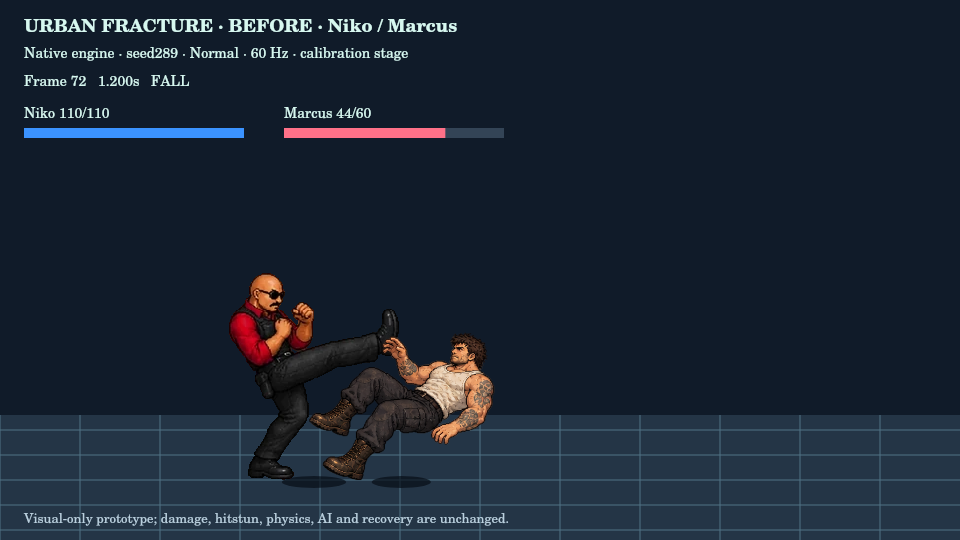 URBAN FRACTURE · BEFORE · Niko / Marcus
Native engine · seed289 · Normal · 60 Hz · calibration stage
Frame 72 1.200s FALL
Niko 110/110
Marcus 44/60
Visual-only prototype; damage, hitstun, physics, AI and recovery are unchanged.